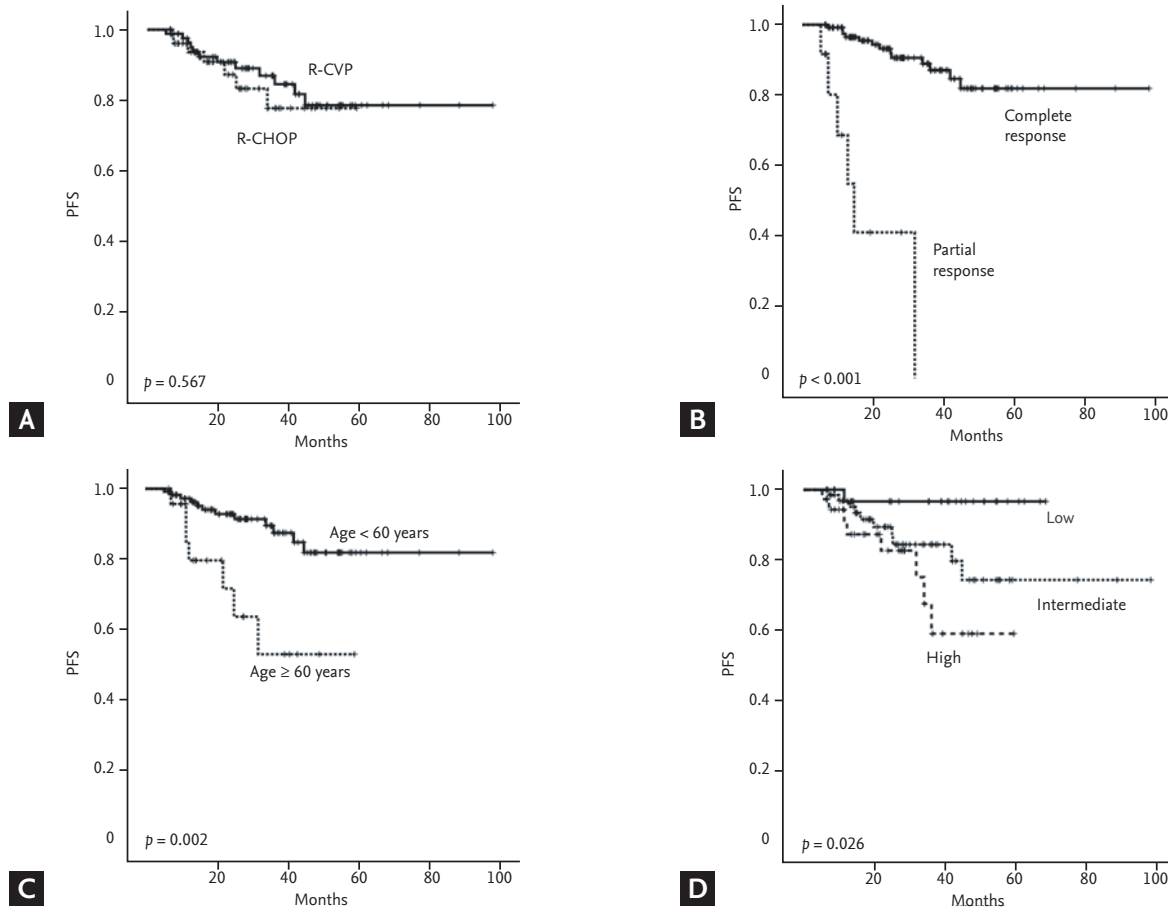 1.0
0.8
0.6
0.4
0.2
0
PFS
R-CVP
R-CHOP
p = 0.567
20 40 60 80 100
Months
A
1.0
0.8
0.6
0.4
0.2
0
PFS
Complete
response
Partial
response
p < 0.001
20 40 60 80 100
Months
B
1.0
0.8
0.6
0.4
0.2
0
PFS
Age < 60 years
Age ≥ 60 years
p = 0.002
20 40 60 80 100
Months
C
1.0
0.8
0.6
0.4
0.2
0
PFS
Low
Intermediate
High
p = 0.026
20 40 60 80 100
Months
D